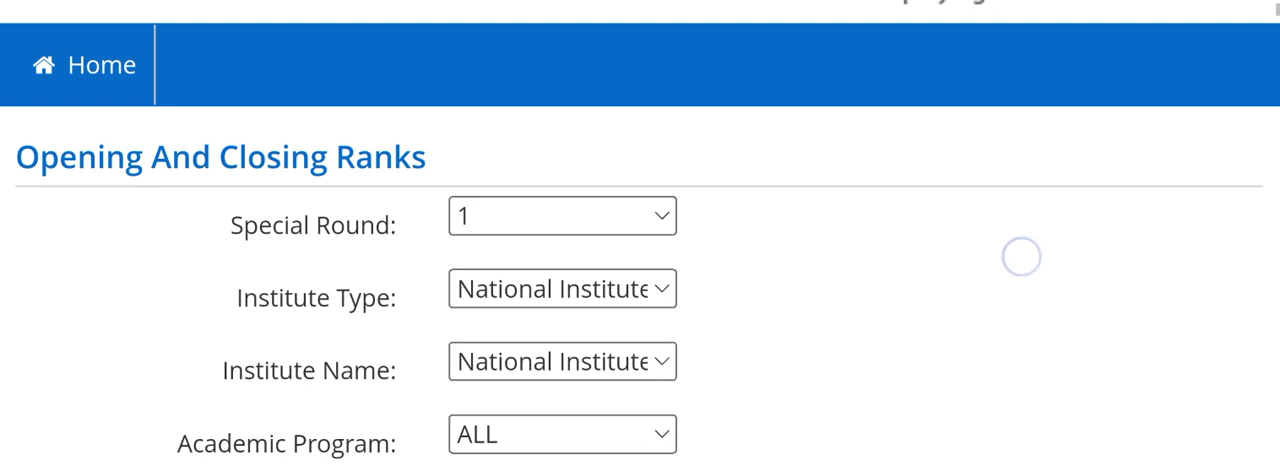 Home
Opening And Closing Ranks
Special Round: 1
Institute Type: National Institute
Institute Name: National Institute
Academic Program: ALL